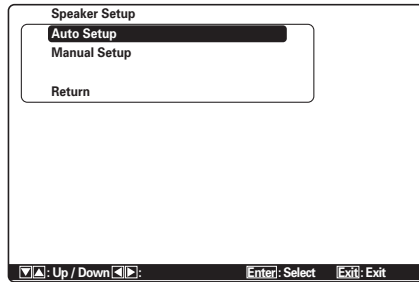 Speaker Setup
Auto Setup
Manual Setup
Return
▼▲: Up / Down ◀▶: Enter: Select Exit: Exit